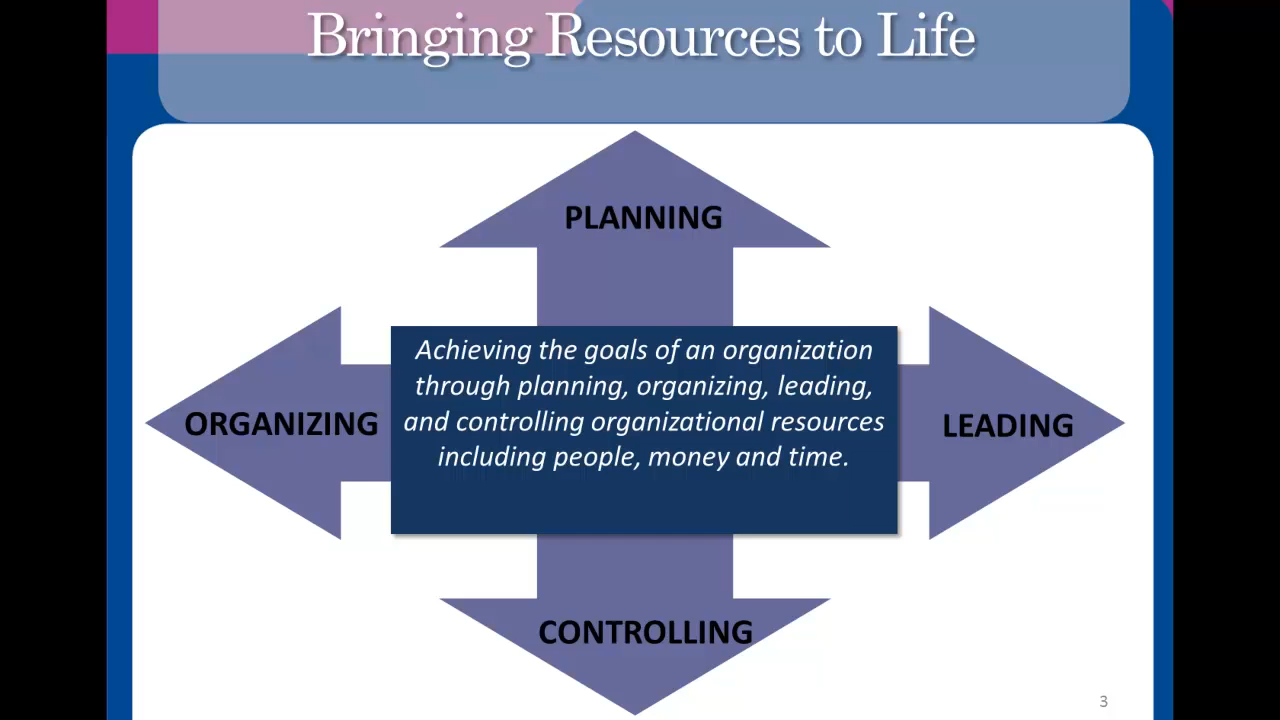 Bringing Resources to Life
PLANNING
Achieving the goals of an organization
through planning, organizing, leading,
and controlling organizational resources
including people, money and time.
ORGANIZING
LEADING
CONTROLLING
3